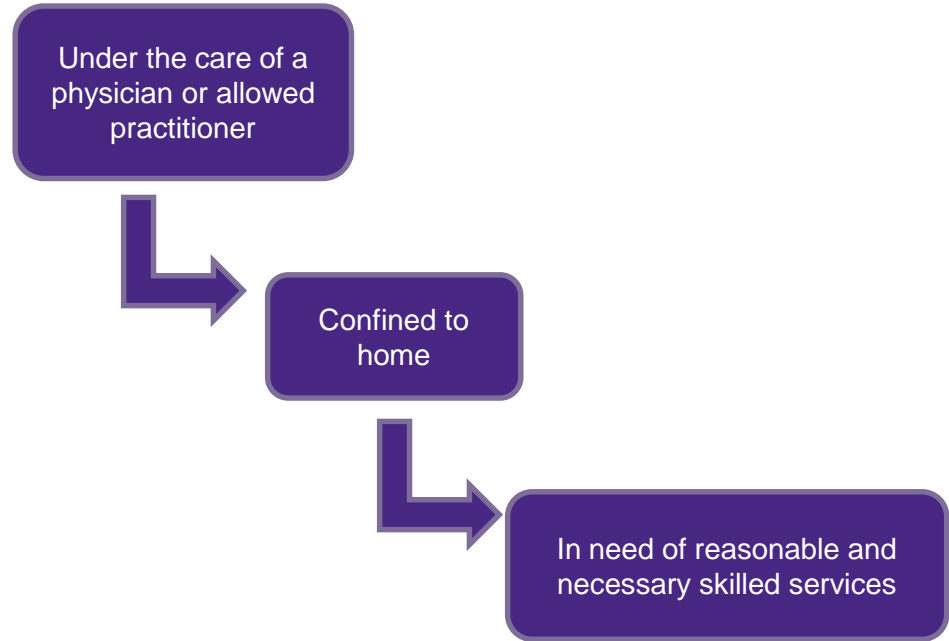 Under the care of a
physician or allowed
practitioner
Confined to
home
In need of reasonable and
necessary skilled services